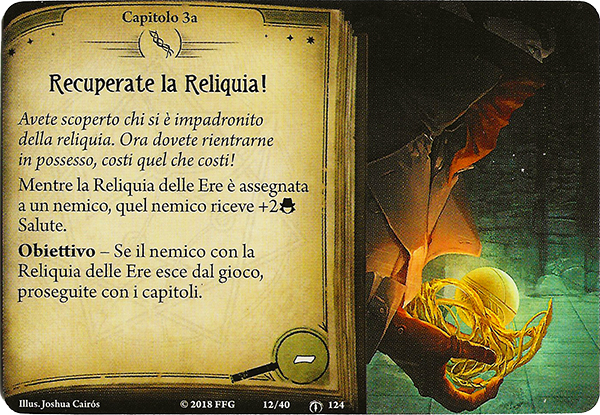 Capitolo 3a
Recuperate la Reliquia!
Avete scoperto chi si è impadronito
della reliquia. Ora dovete rientrarne
in possesso, costi quel che costi!
Mentre la Reliquia delle Ere è assegnata
a un nemico, quel nemico riceve +2
Salute.
Obiettivo – Se il nemico con la
Reliquia delle Ere esce dal gioco,
proseguite con i capitoli.
–
Illus. Joshua Cairós © 2018 FFG 12/40 124